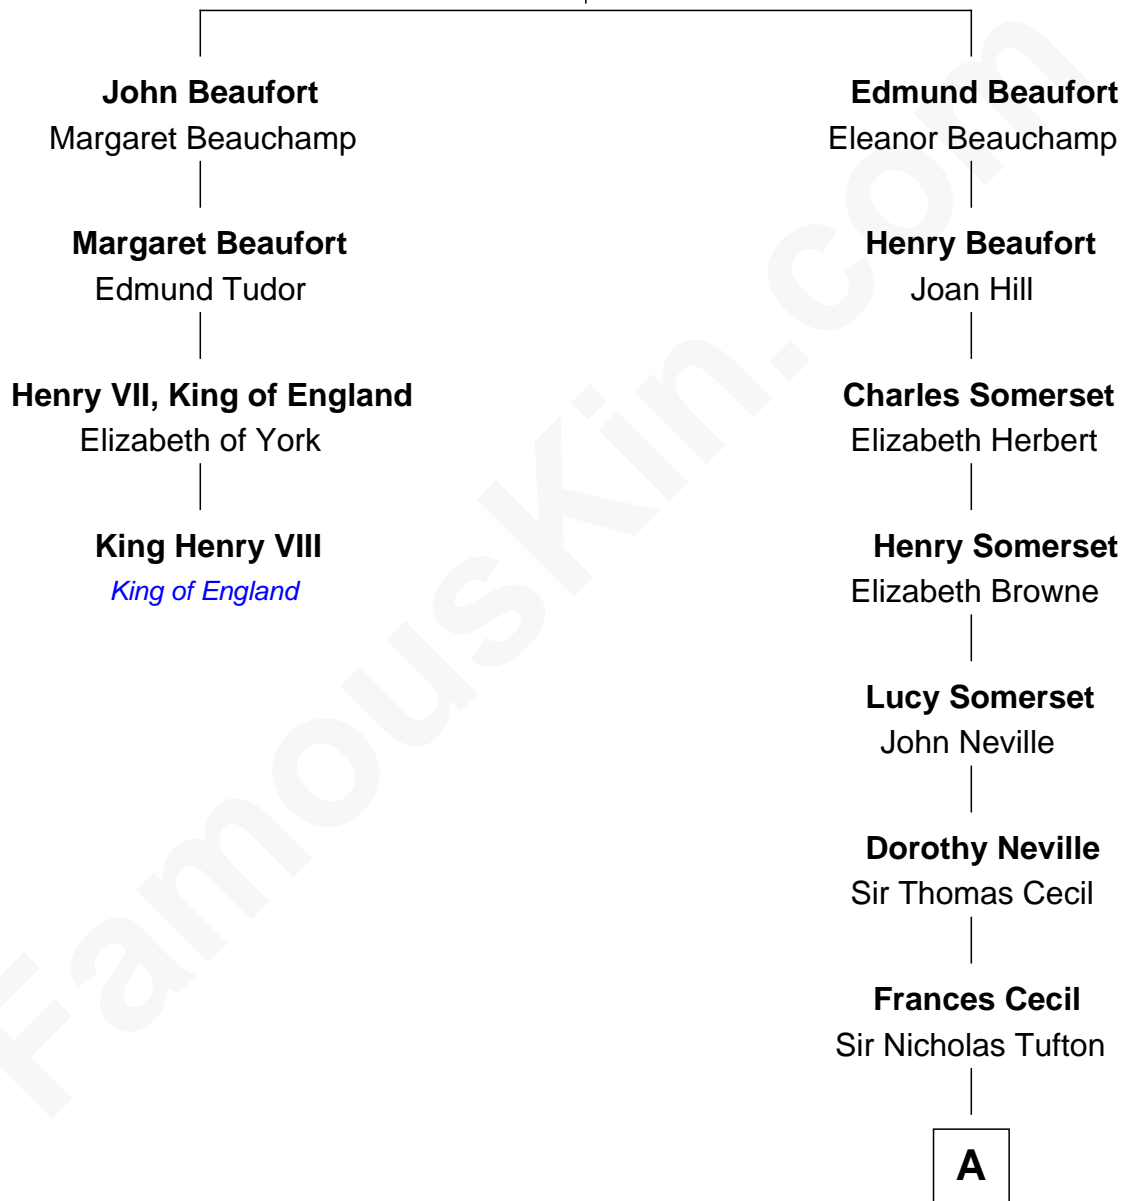 John Beaufort
Margaret Beauchamp
Margaret Beaufort
Edmund Tudor
Henry VII, King of England
Elizabeth of York
King Henry VIII
King of England
Edmund Beaufort
Eleanor Beauchamp
Henry Beaufort
Joan Hill
Charles Somerset
Elizabeth Herbert
Henry Somerset
Elizabeth Browne
Lucy Somerset
John Neville
Dorothy Neville
Sir Thomas Cecil
Frances Cecil
Sir Nicholas Tufton
A
FamousKin.com